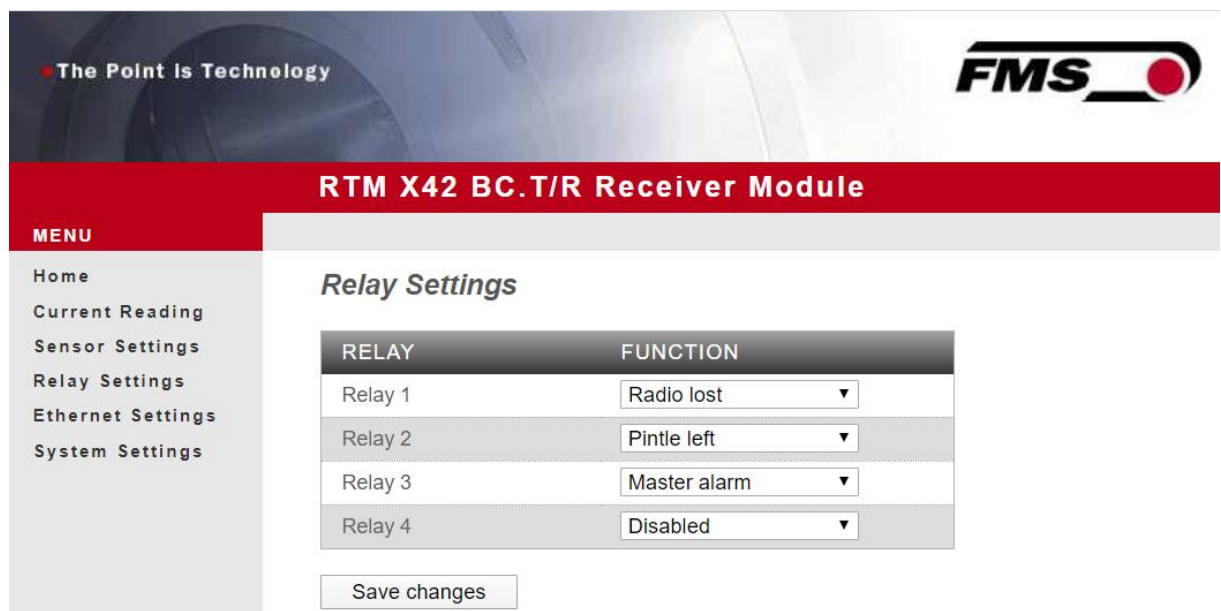 The Point is Technology
FMS
RTM X42 BC.T/R Receiver Module
MENU
Home
Current Reading
Sensor Settings
Relay Settings
Ethernet Settings
System Settings
Relay Settings
RELAY FUNCTION
Relay 1 Radio lost
Relay 2 Pintle left
Relay 3 Master alarm
Relay 4 Disabled
Save changes